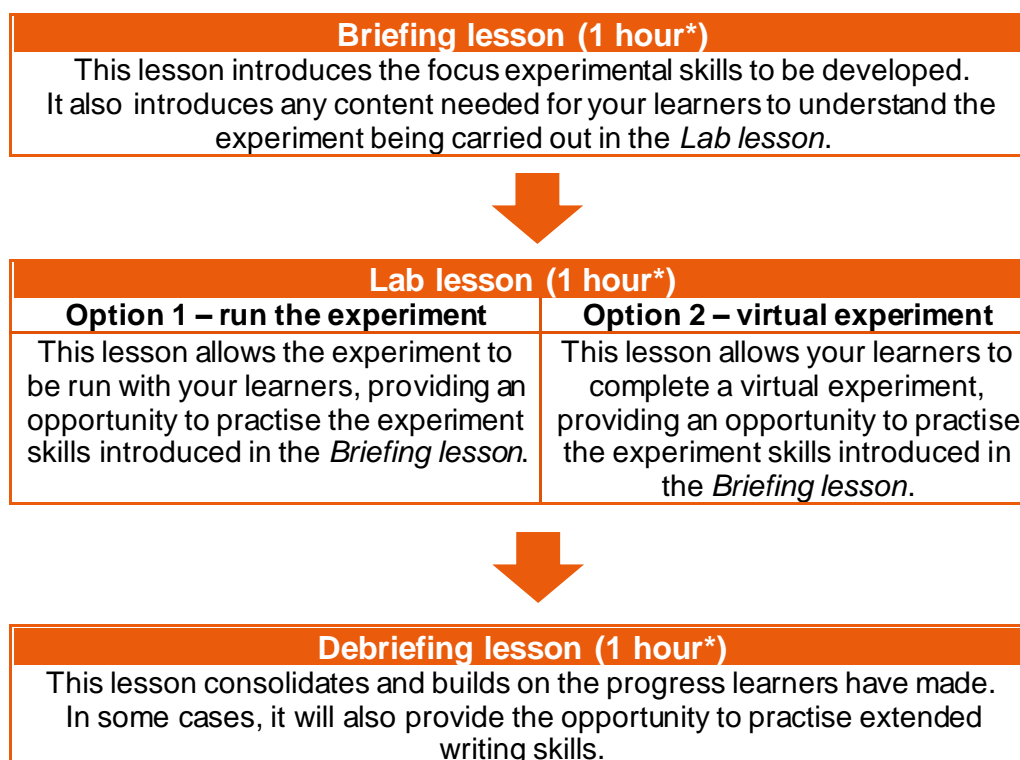 Briefing lesson (1 hour*)
This lesson introduces the focus experimental skills to be developed.
It also introduces any content needed for your learners to understand the
experiment being carried out in the Lab lesson.
Lab lesson (1 hour*)
Option 1 – run the experiment
This lesson allows the experiment to
be run with your learners, providing an
opportunity to practise the experiment
skills introduced in the Briefing lesson.
Option 2 – virtual experiment
This lesson allows your learners to
complete a virtual experiment,
providing an opportunity to practise
the experiment skills introduced in
the Briefing lesson.
Debriefing lesson (1 hour*)
This lesson consolidates and builds on the progress learners have made.
In some cases, it will also provide the opportunity to practise extended
writing skills.